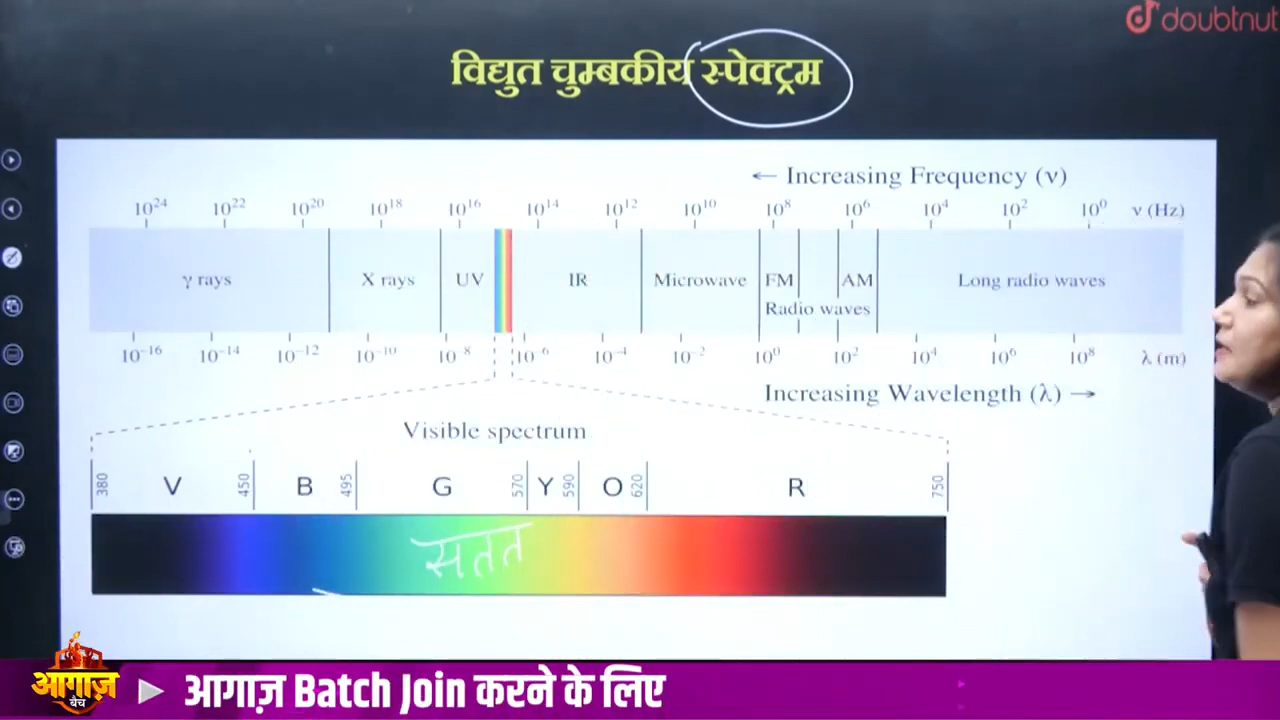 doubtnut
विद्युत चुम्बकीय स्पेक्ट्रम
← Increasing Frequency (ν)
10²⁴ 10²² 10²⁰ 10¹⁸ 10¹⁶ 10¹⁴ 10¹² 10¹⁰ 10⁸ 10⁶ 10⁴ 10² 10⁰ ν (Hz)
γ rays X rays UV IR Microwave FM AM Long radio waves
Radio waves
10⁻¹⁶ 10⁻¹⁴ 10⁻¹² 10⁻¹⁰ 10⁻⁸ 10⁻⁶ 10⁻⁴ 10⁻² 10⁰ 10² 10⁴ 10⁶ 10⁸ λ (m)
Increasing Wavelength (λ) →
Visible spectrum
380 V 450 B 495 G 570 Y 590 O 620 R 750
सतत
आगाज़
बैच
आगाज़ Batch Join करने के लिए